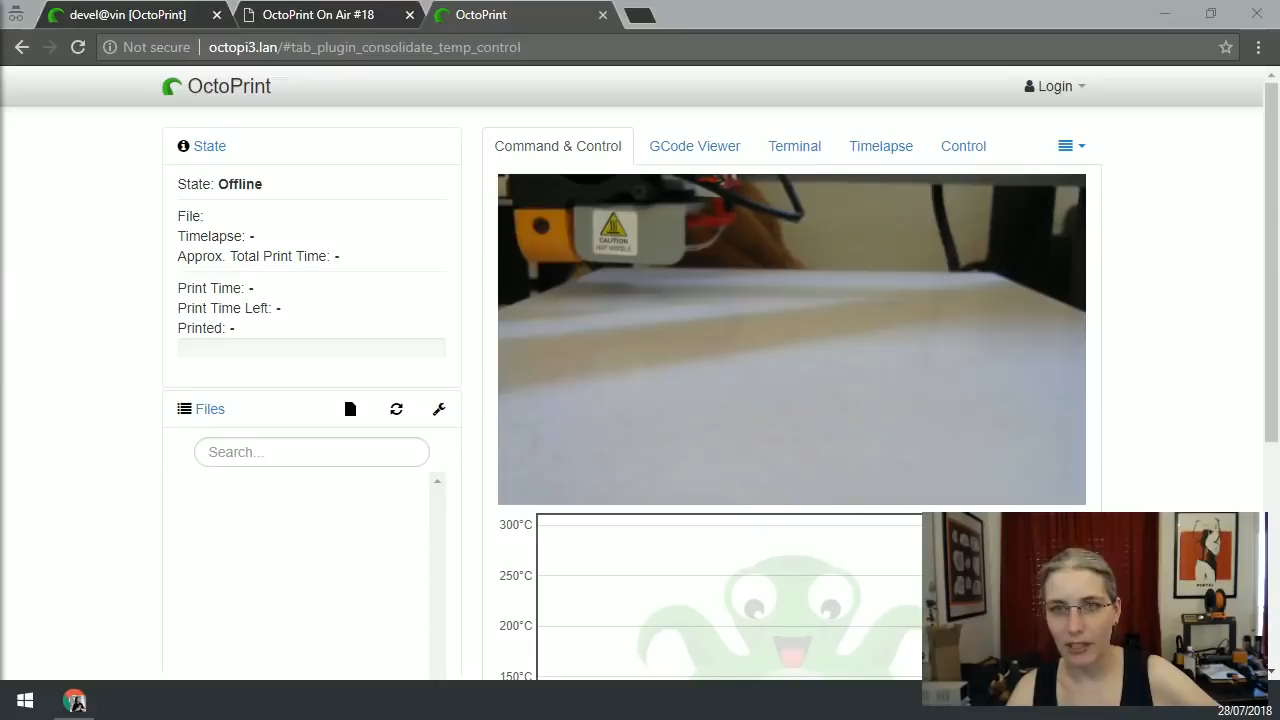 devel@vin [OctoPrint]
OctoPrint On Air #18
OctoPrint
Not secure
octopi3.lan/#tab_plugin_consolidate_temp_control
OctoPrint
Login
State
State: Offline
File:
Timelapse: -
Approx. Total Print Time: -
Print Time: -
Print Time Left: -
Printed: -
Files
Search...
Command & Control
GCode Viewer
Terminal
Timelapse
Control
CAUTION
300°C
250°C
200°C
150°C
28/07/2018